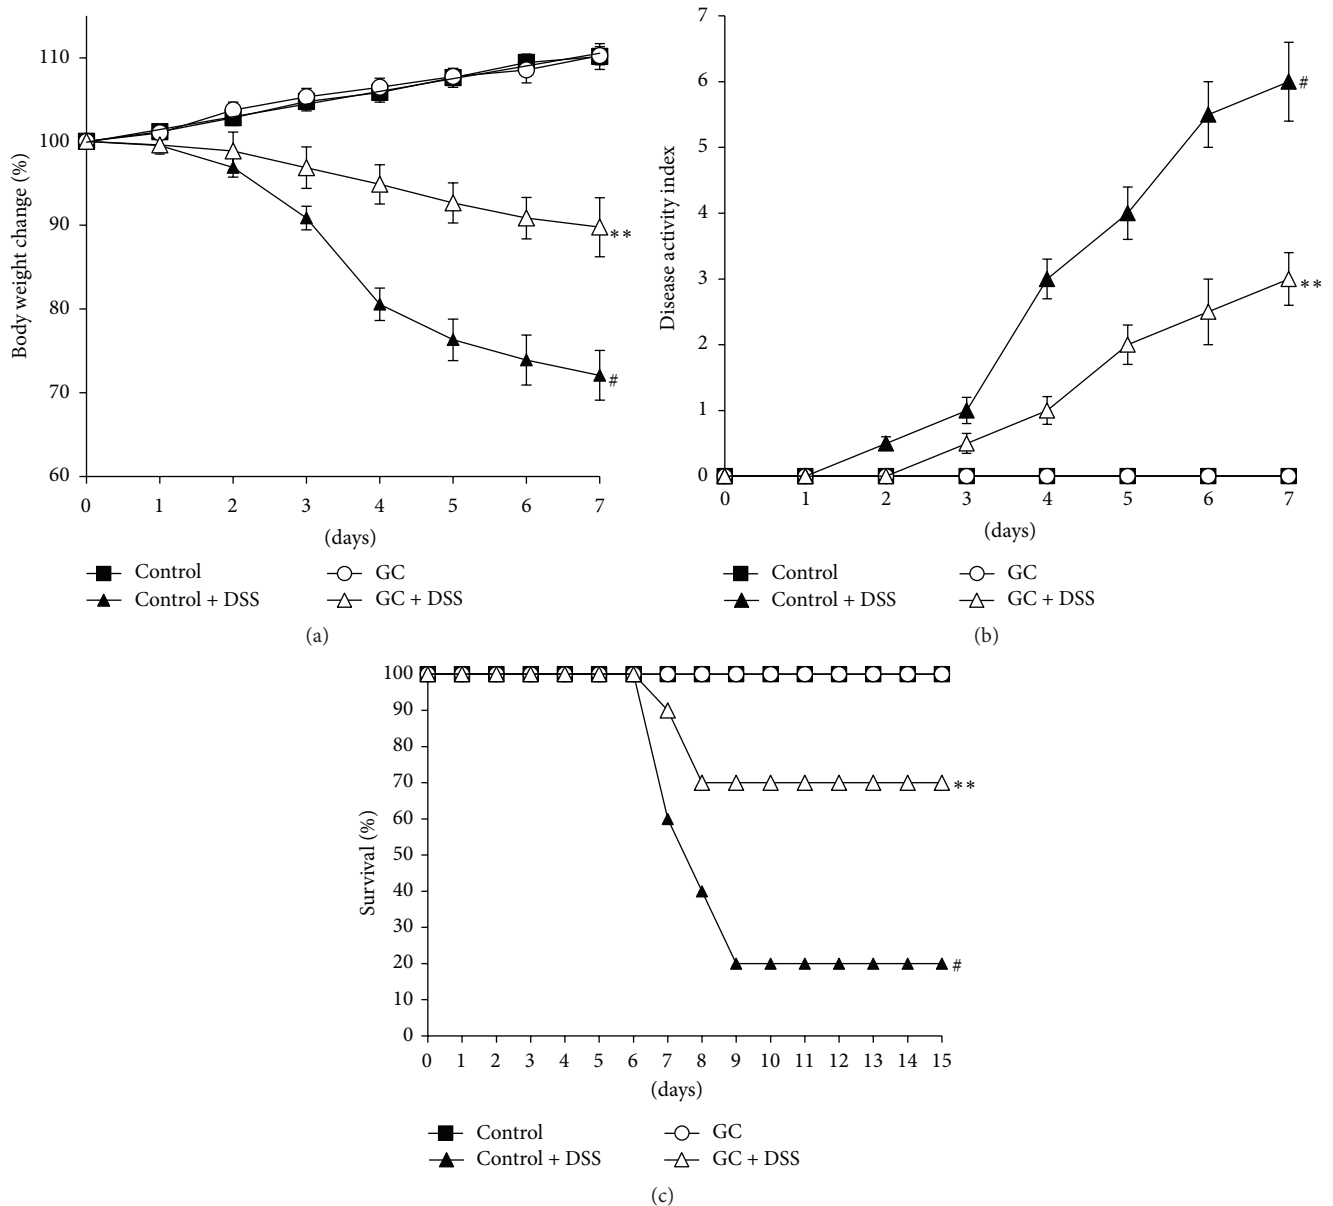 110
100
90
80
70
60
Body weight change (%)
0 1 2 3 4 5 6 7
(days)
**
#
Control
GC
Control + DSS
GC + DSS
(a)
7
6
5
4
3
2
1
0
Disease activity index
0 1 2 3 4 5 6 7
(days)
#
**
Control
GC
Control + DSS
GC + DSS
(b)
100
90
80
70
60
50
40
30
20
10
0
Survival (%)
0 1 2 3 4 5 6 7 8 9 10 11 12 13 14 15
(days)
**
#
Control
GC
Control + DSS
GC + DSS
(c)